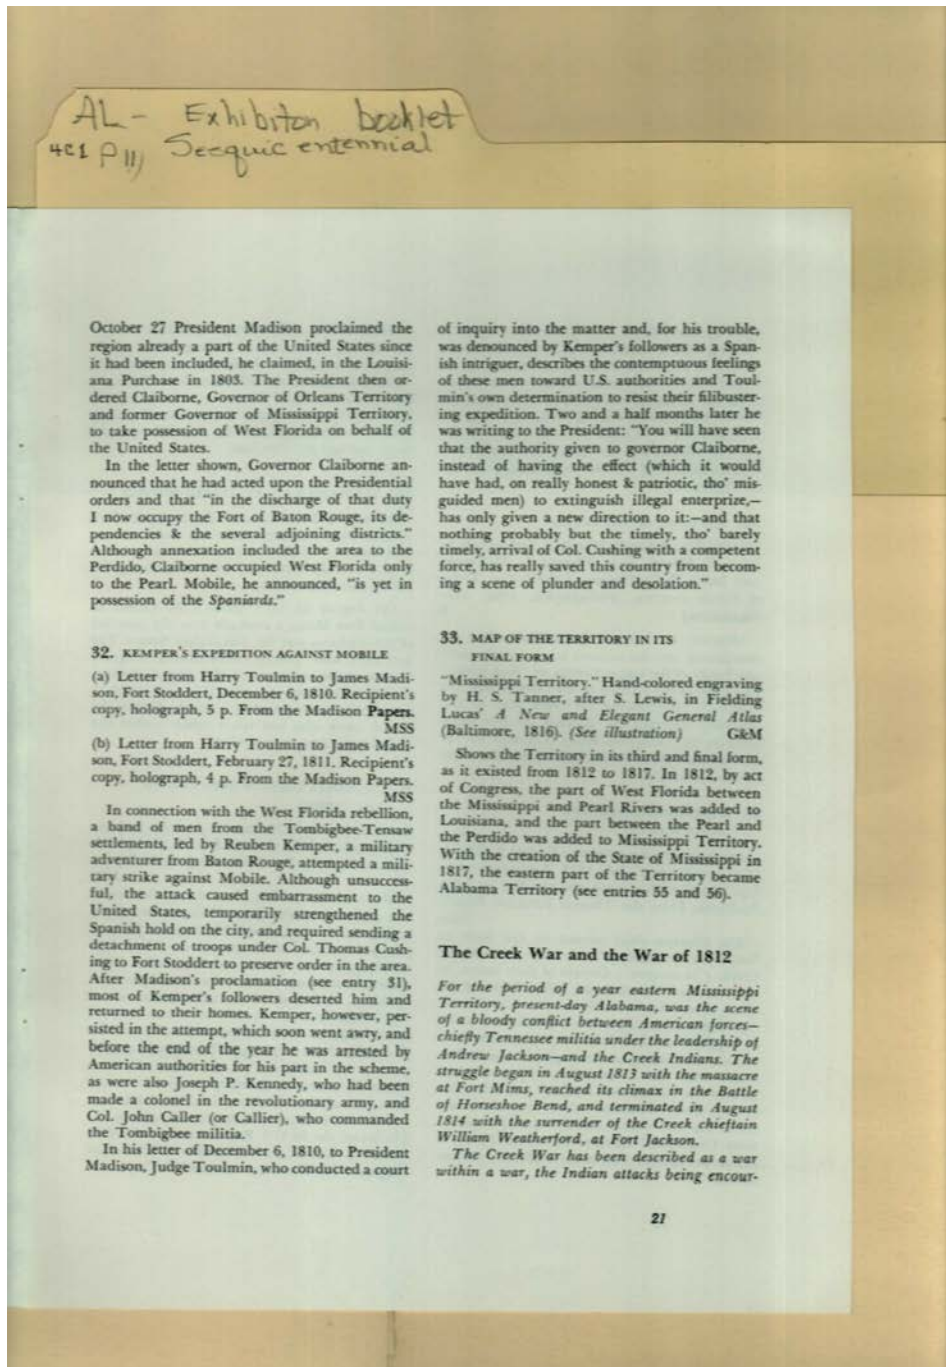 AL- Exhibiton booklet
4c1 P 11, Secquicentennial
October 27 President Madison proclaimed the
region already a part of the United States since
it had been included, he claimed, in the Louisi-
ana Purchase in 1803. The President then or-
dered Claiborne, Governor of Orleans Territory
and former Governor of Mississippi Territory,
to take possession of West Florida on behalf of
the United States.
In the letter shown, Governor Claiborne an-
nounced that he had acted upon the Presidential
orders and that "in the discharge of that duty
I now occupy the Fort of Baton Rouge, its de-
pendencies & the several adjoining districts."
Although annexation included the area to the
Perdido, Claiborne occupied West Florida only
to the Pearl. Mobile, he announced, "is yet in
possession of the Spaniards."
32. KEMPER'S EXPEDITION AGAINST MOBILE
(a) Letter from Harry Toulmin to James Madi-
son, Fort Stoddert, December 6, 1810. Recipient's
copy, holograph, 5 p. From the Madison Papers.
MSS
(b) Letter from Harry Toulmin to James Madi-
son, Fort Stoddert, February 27, 1811. Recipient's
copy, holograph, 4 p. From the Madison Papers.
MSS
In connection with the West Florida rebellion,
a band of men from the Tombigbee-Tensaw
settlements, led by Reuben Kemper, a military
adventurer from Baton Rouge, attempted a mili-
tary strike against Mobile. Although unsuccess-
ful, the attack caused embarrassment to the
United States, temporarily strengthened the
Spanish hold on the city, and required sending a
detachment of troops under Col. Thomas Cush-
ing to Fort Stoddert to preserve order in the area.
After Madison's proclamation (see entry 31),
most of Kemper's followers deserted him and
returned to their homes. Kemper, however, per-
sisted in the attempt, which soon went awry, and
before the end of the year he was arrested by
American authorities for his part in the scheme,
as were also Joseph P. Kennedy, who had been
made a colonel in the revolutionary army, and
Col. John Caller (or Callier), who commanded
the Tombigbee militia.
In his letter of December 6, 1810, to President
Madison, Judge Toulmin, who conducted a court
of inquiry into the matter and, for his trouble,
was denounced by Kemper's followers as a Span-
ish intriguer, describes the contemptuous feelings
of these men toward U.S. authorities and Toul-
min's own determination to resist their filibuster-
ing expedition. Two and a half months later he
was writing to the President: "You will have seen
that the authority given to governor Claiborne,
instead of having the effect (which it would
have had, on really honest & patriotic, tho' mis-
guided men) to extinguish illegal enterprize,—
has only given a new direction to it:—and that
nothing probably but the timely, tho' barely
timely, arrival of Col. Cushing with a competent
force, has really saved this country from becom-
ing a scene of plunder and desolation."
33. MAP OF THE TERRITORY IN ITS
FINAL FORM
"Mississippi Territory." Hand-colored engraving
by H. S. Tanner, after S. Lewis, in Fielding
Lucas' A New and Elegant General Atlas
(Baltimore, 1816). (See illustration) G&M
Shows the Territory in its third and final form,
as it existed from 1812 to 1817. In 1812, by act
of Congress, the part of West Florida between
the Mississippi and Pearl Rivers was added to
Louisiana, and the part between the Pearl and
the Perdido was added to Mississippi Territory.
With the creation of the State of Mississippi in
1817, the eastern part of the Territory became
Alabama Territory (see entries 55 and 56).
The Creek War and the War of 1812
For the period of a year eastern Mississippi
Territory, present-day Alabama, was the scene
of a bloody conflict between American forces—
chiefly Tennessee militia under the leadership of
Andrew Jackson—and the Creek Indians. The
struggle began in August 1813 with the massacre
at Fort Mims, reached its climax in the Battle
of Horseshoe Bend, and terminated in August
1814 with the surrender of the Creek chieftain
William Weatherford, at Fort Jackson.
The Creek War has been described as a war
within a war, the Indian attacks being encour-
21